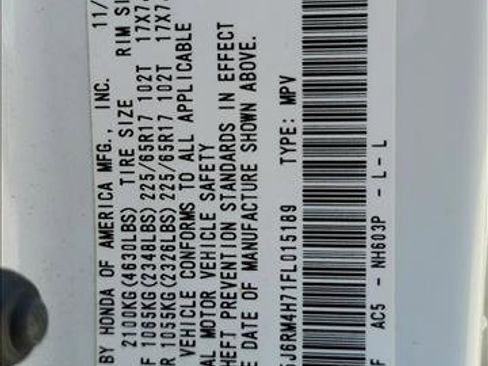 BY HONDA OF AMERICA MFG., INC. 11/
2100KG(4630LBS) TIRE SIZE RIM SI
F 1065KG(2348LBS) 225/65R17 102T 17X7
R 1055KG(2326LBS) 225/65R17 102T 17X7
VEHICLE CONFORMS TO ALL APPLICABLE
AL MOTOR VEHICLE SAFETY
HEFT PREVENTION STANDARDS IN EFFECT
E DATE OF MANUFACTURE SHOWN ABOVE.
5J6RM4H71FL015189 TYPE: MPV
F AC5 - NH603P - L - L